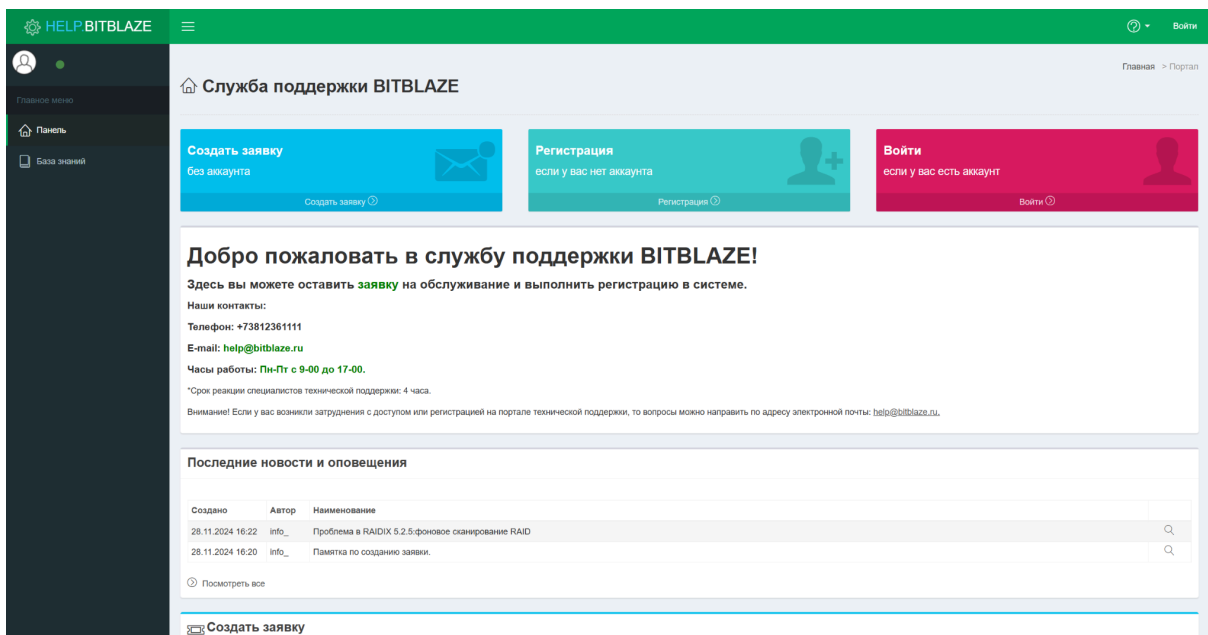 HELP.BITBLAZE
Войти
Главная > Портал
Служба поддержки BITBLAZE
Главное меню
Панель
База знаний
Создать заявку
без аккаунта
Создать заявку
Регистрация
если у вас нет аккаунта
Регистрация
Войти
если у вас есть аккаунт
Войти
Добро пожаловать в службу поддержки BITBLAZE!
Здесь вы можете оставить заявку на обслуживание и выполнить регистрацию в системе.
Наши контакты:
Телефон: +73812361111
E-mail: help@bitblaze.ru
Часы работы: Пн-Пт с 9-00 до 17-00.
*Срок реакции специалистов технической поддержки: 4 часа.
Внимание! Если у вас возникли затруднения с доступом или регистрацией на портале технической поддержки, то вопросы можно направить по адресу электронной почты: help@bitblaze.ru.
Последние новости и оповещения
Создано Автор Наименование
28.11.2024 16:22 info_ Проблема в RAIDIX 5.2.5:фоновое сканирование RAID
28.11.2024 16:20 info_ Памятка по созданию заявки.
Посмотреть все
Создать заявку